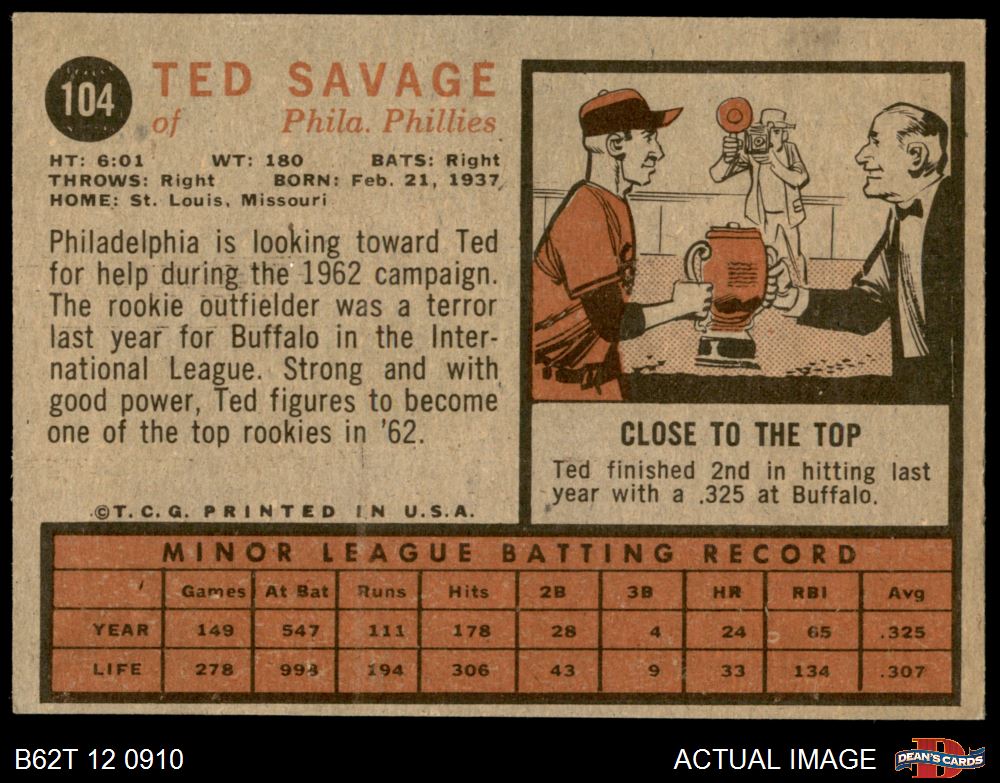 104
TED SAVAGE
of Phila. Phillies
HT: 6:01 WT: 180 BATS: Right
THROWS: Right BORN: Feb. 21, 1937
HOME: St. Louis, Missouri
Philadelphia is looking toward Ted
for help during the 1962 campaign.
The rookie outfielder was a terror
last year for Buffalo in the Inter-
national League. Strong and with
good power, Ted figures to become
one of the top rookies in '62.
©T.C.G. PRINTED IN U.S.A.
CLOSE TO THE TOP
Ted finished 2nd in hitting last
year with a .325 at Buffalo.
MINOR LEAGUE BATTING RECORD
Games At Bat Runs Hits 2B 3B HR RBI Avg
YEAR 149 547 111 178 28 4 24 65 .325
LIFE 278 998 194 306 43 9 33 134 .307
B62T 12 0910
ACTUAL IMAGE
DEAN'S CARDS